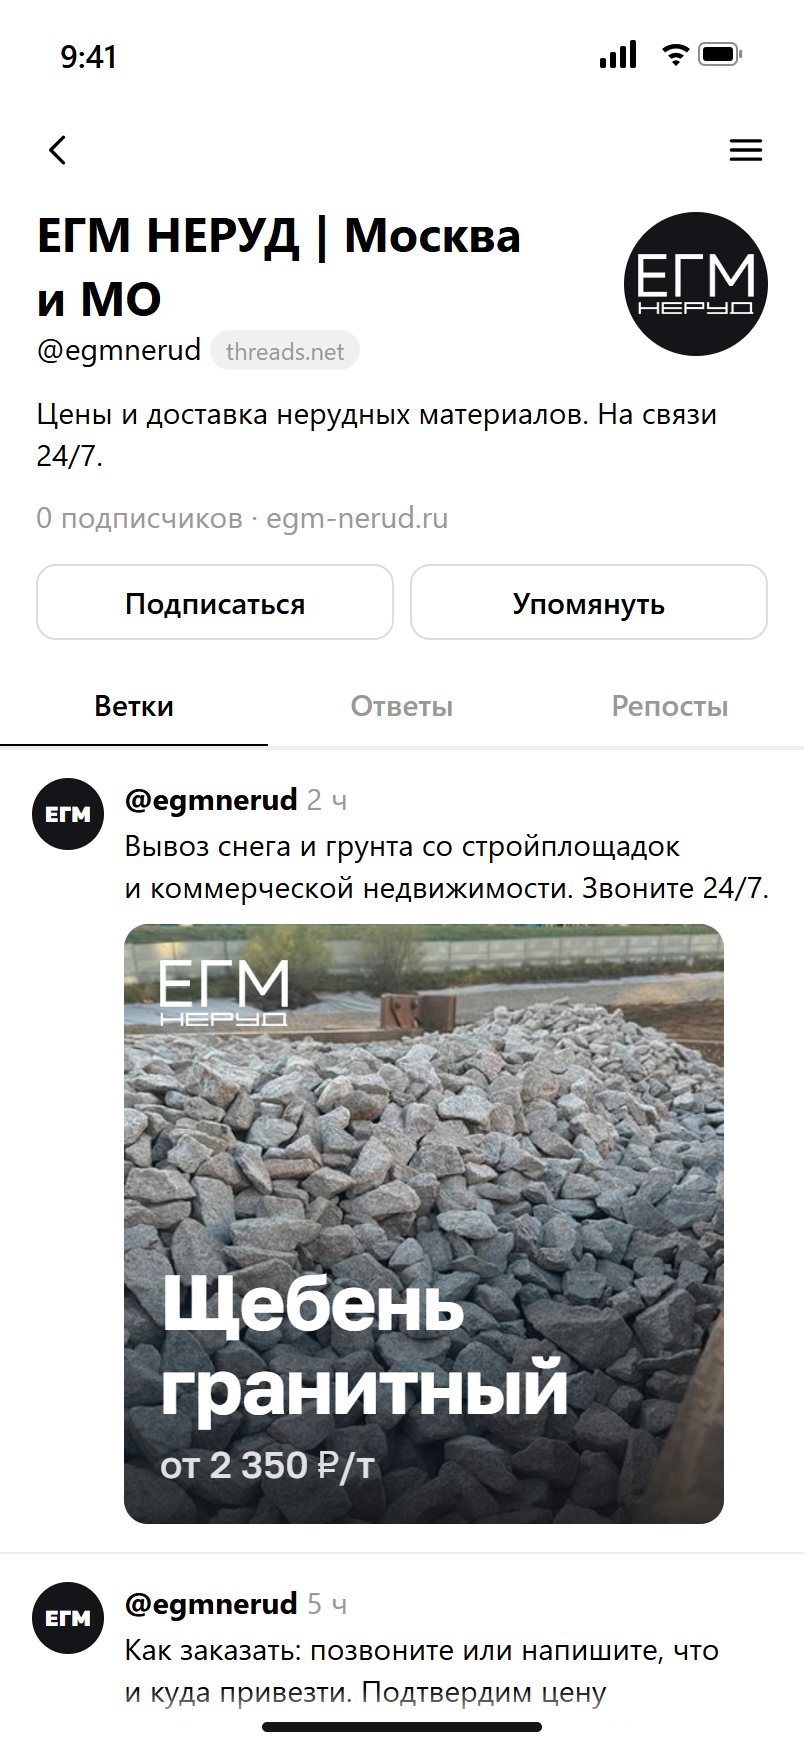 9:41
ЕГМ НЕРУД | Москва
и МО
ЕГМ
НЕРУД
@egmnerud threads.net
Цены и доставка нерудных материалов. На связи
24/7.
0 подписчиков · egm-nerud.ru
Подписаться Упомянуть
Ветки Ответы Репосты
ЕГМ
@egmnerud 2 ч
Вывоз снега и грунта со стройплощадок
и коммерческой недвижимости. Звоните 24/7.
ЕГМ
НЕРУД
Щебень
гранитный
от 2 350 ₽/т
ЕГМ
@egmnerud 5 ч
Как заказать: позвоните или напишите, что
и куда привезти. Подтвердим цену